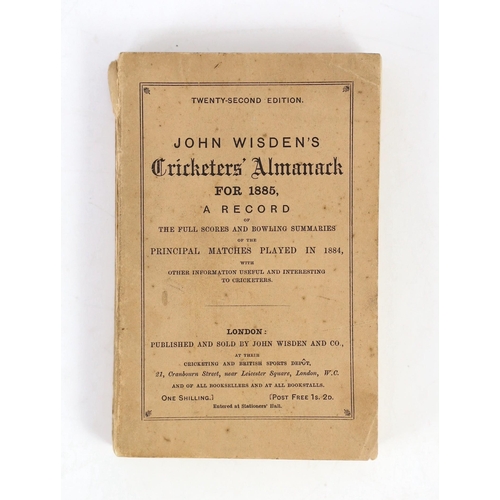 TWENTY-SECOND EDITION.
JOHN WISDEN'S
Cricketers' Almanack
FOR 1885,
A RECORD
OF
THE FULL SCORES AND BOWLING SUMMARIES
OF THE
PRINCIPAL MATCHES PLAYED IN 1884,
WITH
OTHER INFORMATION USEFUL AND INTERESTING
TO CRICKETERS.
LONDON:
PUBLISHED AND SOLD BY JOHN WISDEN AND CO.,
AT THEIR
CRICKETING AND BRITISH SPORTS DEPÔT,
21, Cranbourn Street, near Leicester Square, London, W.C.
AND OF ALL BOOKSELLERS AND AT ALL BOOKSTALLS.
ONE SHILLING.] [POST FREE 1S. 2D.
Entered at Stationers' Hall.